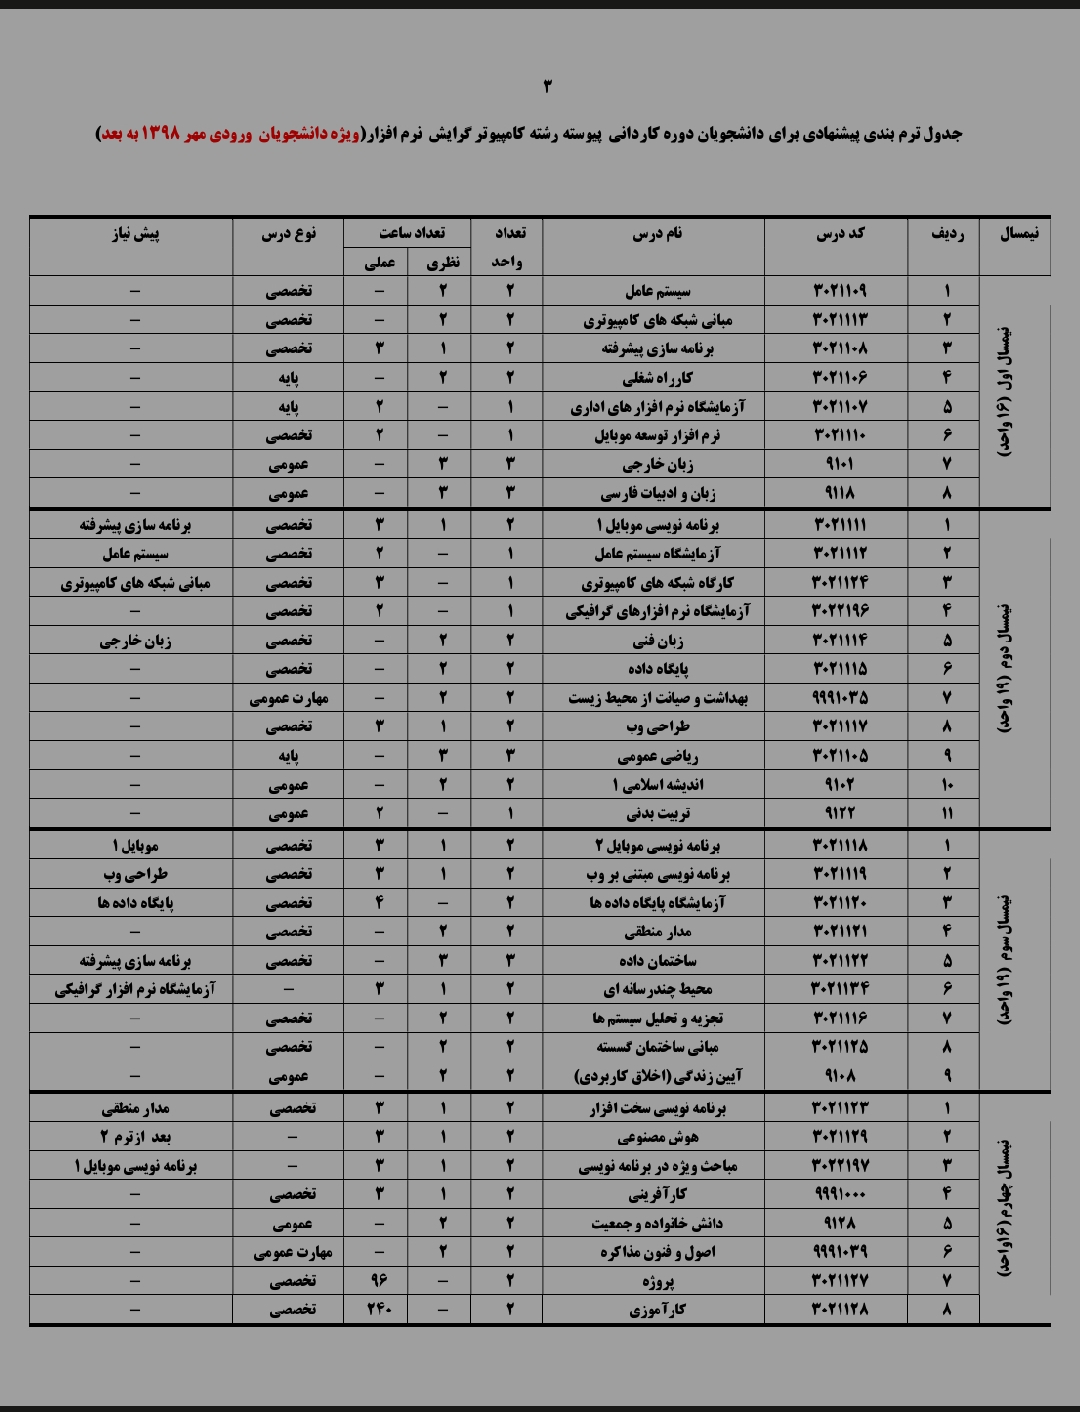 ۳
جدول ترم بندی پیشنهادی برای دانشجویان دوره کاردانی پیوسته رشته کامپیوتر گرایش نرم افزار(ویژه دانشجویان ورودی مهر ۱۳۹۸ به بعد)
نیمسال ردیف کد درس نام درس تعداد واحد تعداد ساعت نوع درس پیش نیاز
نظری عملی
نیمسال اول (۱۶ واحد)
۱ ۳۰۲۱۱۰۹ سیستم عامل ۲ ۲ – تخصصی –
۲ ۳۰۲۱۱۱۳ مبانی شبکه های کامپیوتری ۲ ۲ – تخصصی –
۳ ۳۰۲۱۱۰۸ برنامه سازی پیشرفته ۲ ۱ ۳ تخصصی –
۴ ۳۰۲۱۱۰۶ کارراه شغلی ۲ ۲ – پایه –
۵ ۳۰۲۱۱۰۷ آزمایشگاه نرم افزارهای اداری ۱ – ۲ پایه –
۶ ۳۰۲۱۱۱۰ نرم افزار توسعه موبایل ۱ – ۲ تخصصی –
۷ ۹۱۰۱ زبان خارجی ۳ ۳ – عمومی –
۸ ۹۱۱۸ زبان و ادبیات فارسی ۳ ۳ – عمومی –
نیمسال دوم (۱۹ واحد)
۱ ۳۰۲۱۱۱۱ برنامه نویسی موبایل ۱ ۲ ۱ ۳ تخصصی برنامه سازی پیشرفته
۲ ۳۰۲۱۱۱۲ آزمایشگاه سیستم عامل ۱ – ۲ تخصصی سیستم عامل
۳ ۳۰۲۱۱۲۴ کارگاه شبکه های کامپیوتری ۱ – ۳ تخصصی مبانی شبکه های کامپیوتری
۴ ۳۰۲۲۱۹۶ آزمایشگاه نرم افزارهای گرافیکی ۱ – ۲ تخصصی –
۵ ۳۰۲۱۱۱۴ زبان فنی ۲ ۲ – تخصصی زبان خارجی
۶ ۳۰۲۱۱۱۵ پایگاه داده ۲ ۲ – تخصصی –
۷ ۹۹۹۱۰۳۵ بهداشت و صیانت از محیط زیست ۲ ۲ – مهارت عمومی –
۸ ۳۰۲۱۱۱۷ طراحی وب ۲ ۱ ۳ تخصصی –
۹ ۳۰۲۱۱۰۵ ریاضی عمومی ۳ ۳ – پایه –
۱۰ ۹۱۰۲ اندیشه اسلامی ۱ ۲ ۲ – عمومی –
۱۱ ۹۱۲۲ تربیت بدنی ۱ – ۲ عمومی –
نیمسال سوم (۱۹ واحد)
۱ ۳۰۲۱۱۱۸ برنامه نویسی موبایل ۲ ۲ ۱ ۳ تخصصی موبایل ۱
۲ ۳۰۲۱۱۱۹ برنامه نویسی مبتنی بر وب ۲ ۱ ۳ تخصصی طراحی وب
۳ ۳۰۲۱۱۲۰ آزمایشگاه پایگاه داده ها ۲ – ۴ تخصصی پایگاه داده ها
۴ ۳۰۲۱۱۲۱ مدار منطقی ۲ ۲ – تخصصی –
۵ ۳۰۲۱۱۲۲ ساختمان داده ۳ ۳ – تخصصی برنامه سازی پیشرفته
۶ ۳۰۲۱۱۳۴ محیط چندرسانه ای ۲ ۱ ۳ – آزمایشگاه نرم افزار گرافیکی
۷ ۳۰۲۱۱۱۶ تجزیه و تحلیل سیستم ها ۲ ۲ – تخصصی –
۸ ۳۰۲۱۱۲۵ مبانی ساختمان گسسته ۲ ۲ – تخصصی –
۹ ۹۱۰۸ آیین زندگی(اخلاق کاربردی) ۲ ۲ – عمومی –
نیمسال چهارم(۱۶واحد)
۱ ۳۰۲۱۱۲۳ برنامه نویسی سخت افزار ۲ ۱ ۳ تخصصی مدار منطقی
۲ ۳۰۲۱۱۲۹ هوش مصنوعی ۲ ۱ ۳ – بعد ازترم ۲
۳ ۳۰۲۲۱۹۷ مباحث ویژه در برنامه نویسی ۲ ۱ ۳ – برنامه نویسی موبایل ۱
۴ ۹۹۹۱۰۰۰ کارآفرینی ۲ ۱ ۳ تخصصی –
۵ ۹۱۲۸ دانش خانواده و جمعیت ۲ ۲ – عمومی –
۶ ۹۹۹۱۰۳۹ اصول و فنون مذاکره ۲ ۲ – مهارت عمومی –
۷ ۳۰۲۱۱۲۷ پروژه ۲ – ۹۶ تخصصی –
۸ ۳۰۲۱۱۲۸ کارآموزی ۲ – ۲۴۰ تخصصی –